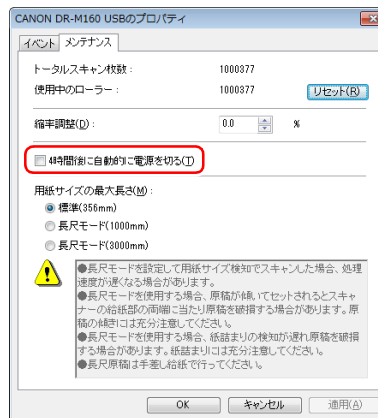 CANON DR-M160 USBのプロパティ
イベント メンテナンス
トータルスキャン枚数： 1000377
使用中のローラー： 1000377 リセット(R)
縮率調整(D)： 0.0 %
4時間後に自動的に電源を切る(T)
用紙サイズの最大長さ(M)：
標準(356mm)
長尺モード(1000mm)
長尺モード(3000mm)
●長尺モードを設定して用紙サイズ検知でスキャンした場合、処理
速度が遅くなる場合があります。
●長尺モードを使用する場合、原稿が傾いてセットされるとスキャ
ナーの給紙部の両端に当たり原稿を破損する場合があります。原
稿の傾きには充分注意してください。
●長尺モードを使用する場合、紙詰まりの検知が遅れ原稿を破損
する場合があります。紙詰まりには充分注意してください。
●長尺原稿は手差し給紙で行ってください。
OK キャンセル 適用(A)